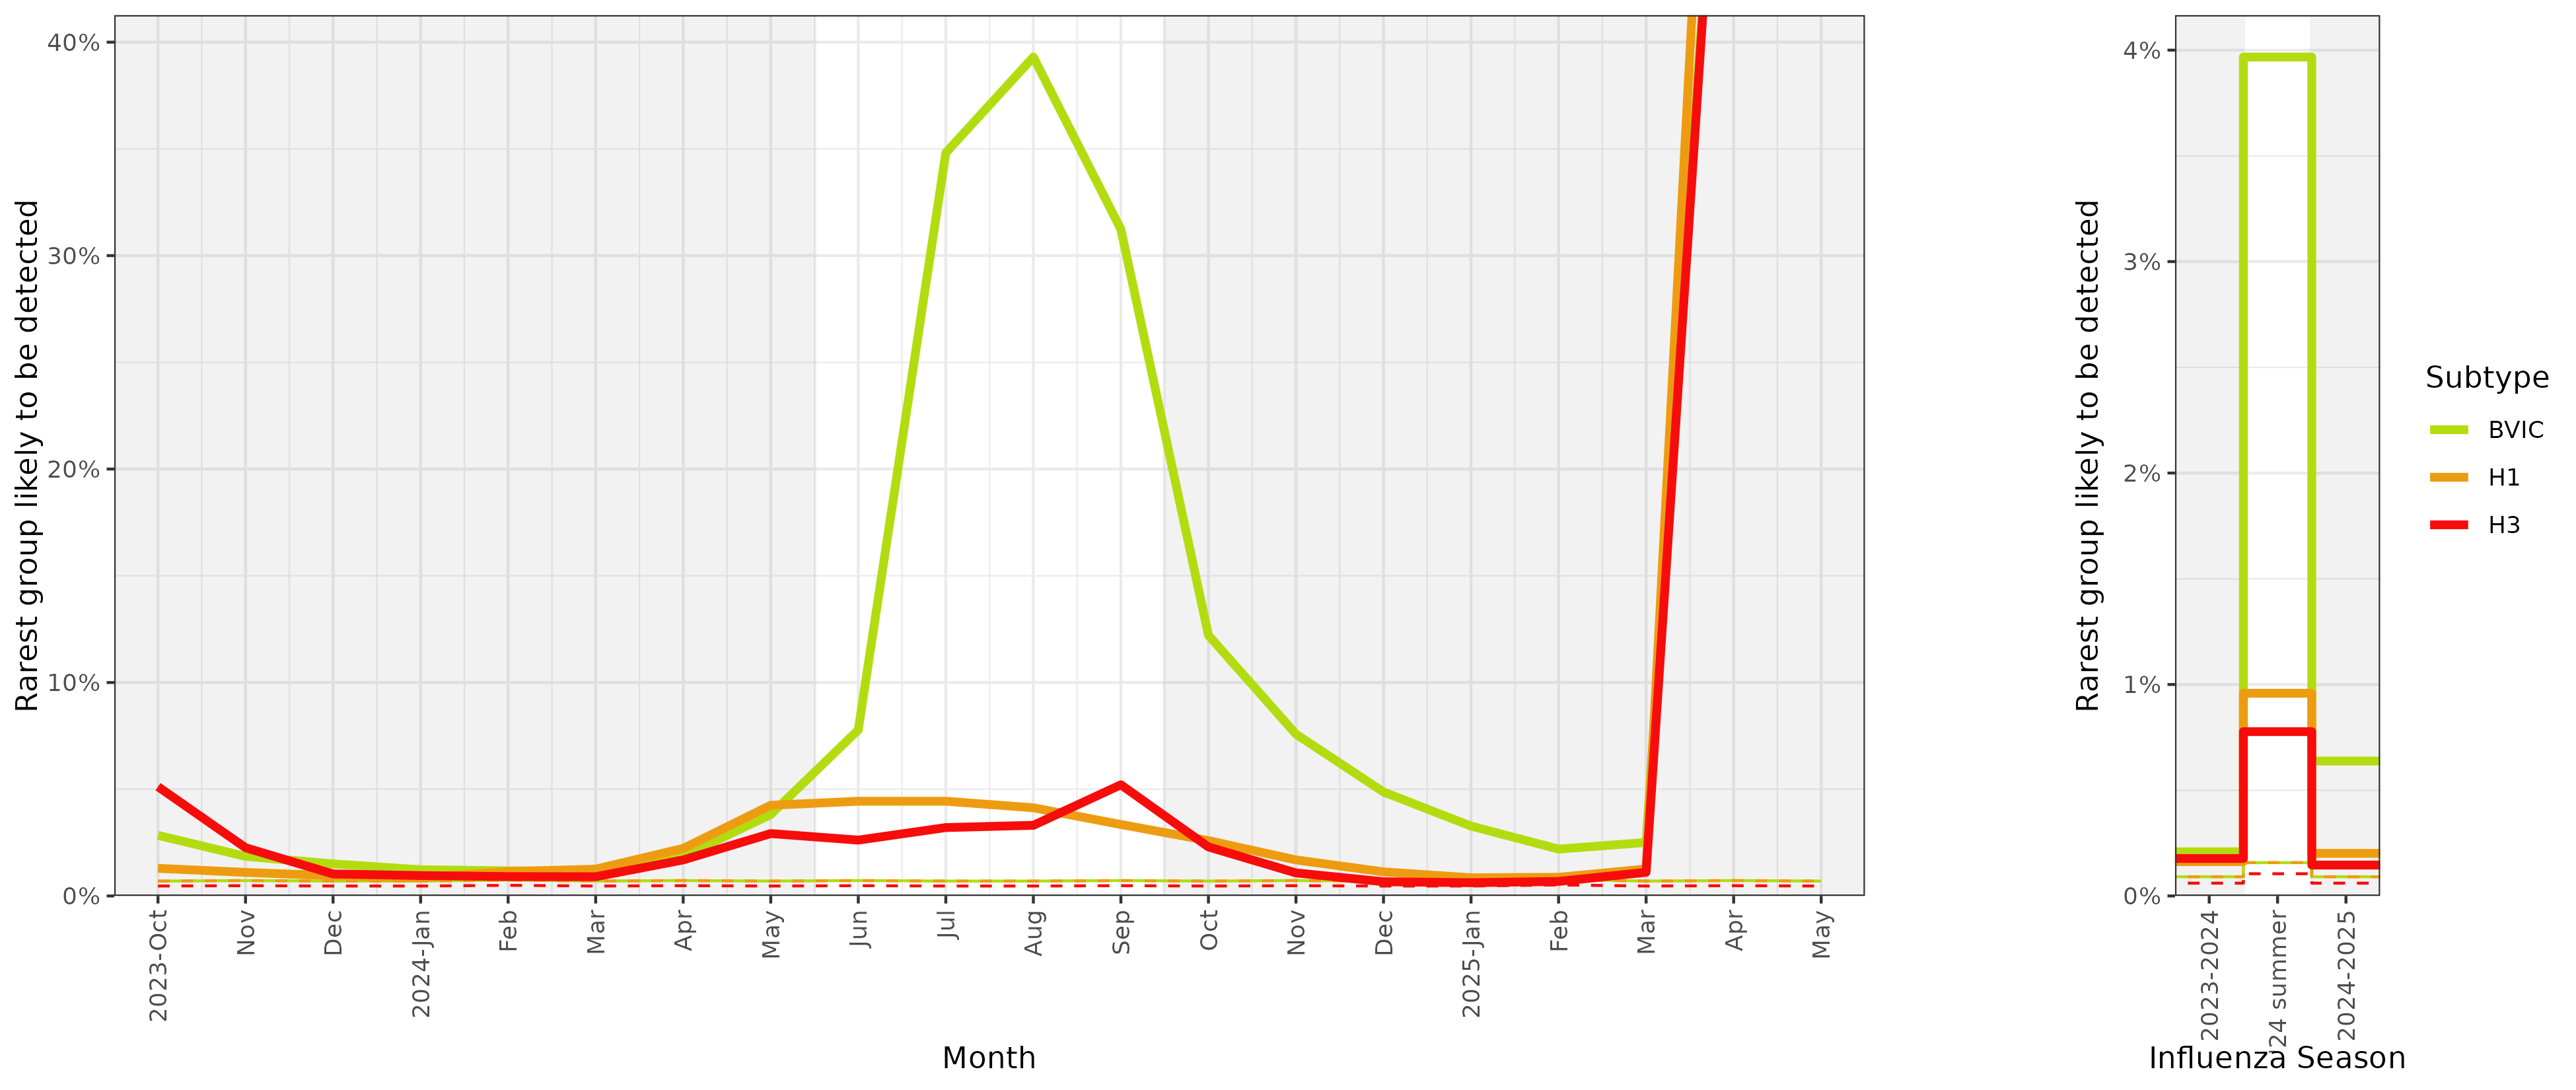 Rarest group likely to be detected
40%
30%
20%
10%
0%
2023-Oct
Nov
Dec
2024-Jan
Feb
Mar
Apr
May
Jun
Jul
Aug
Sep
Oct
Nov
Dec
2025-Jan
Feb
Mar
Apr
May
Month
Rarest group likely to be detected
4%
3%
2%
1%
0%
2023-2024
24 summer
2024-2025
Influenza Season
Subtype
BVIC
H1
H3